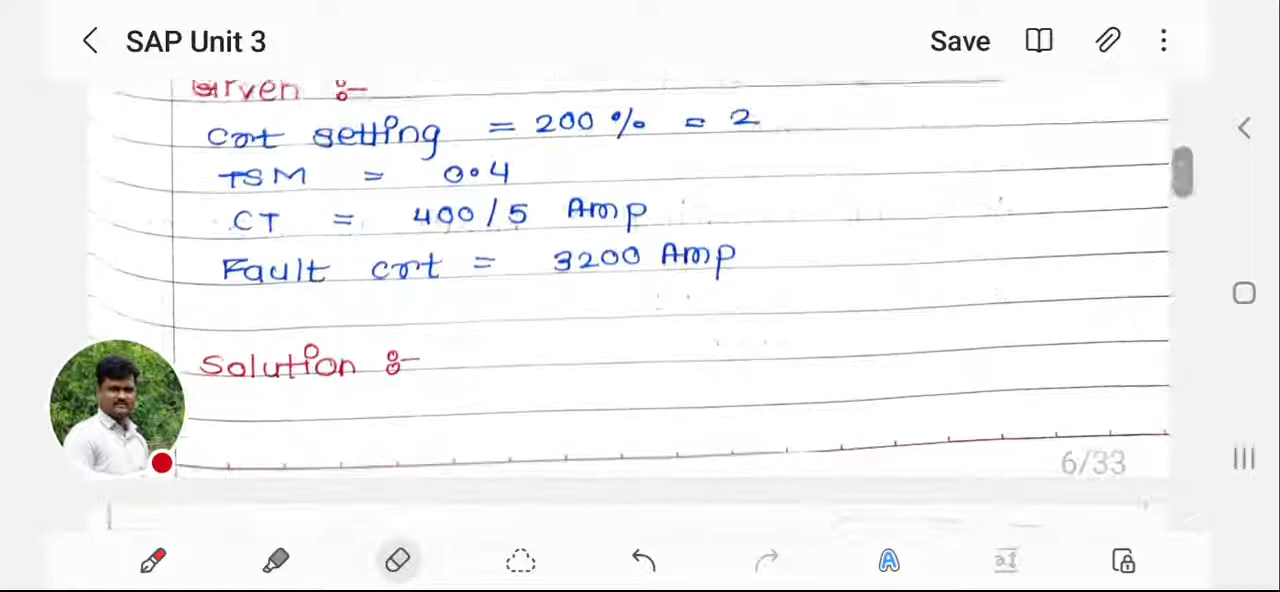 SAP Unit 3
Save
Given :-
Crt setting = 200 % = 2
TSM = 0.4
CT = 400/5 Amp
Fault crt = 3200 Amp
Solution :-
6/33